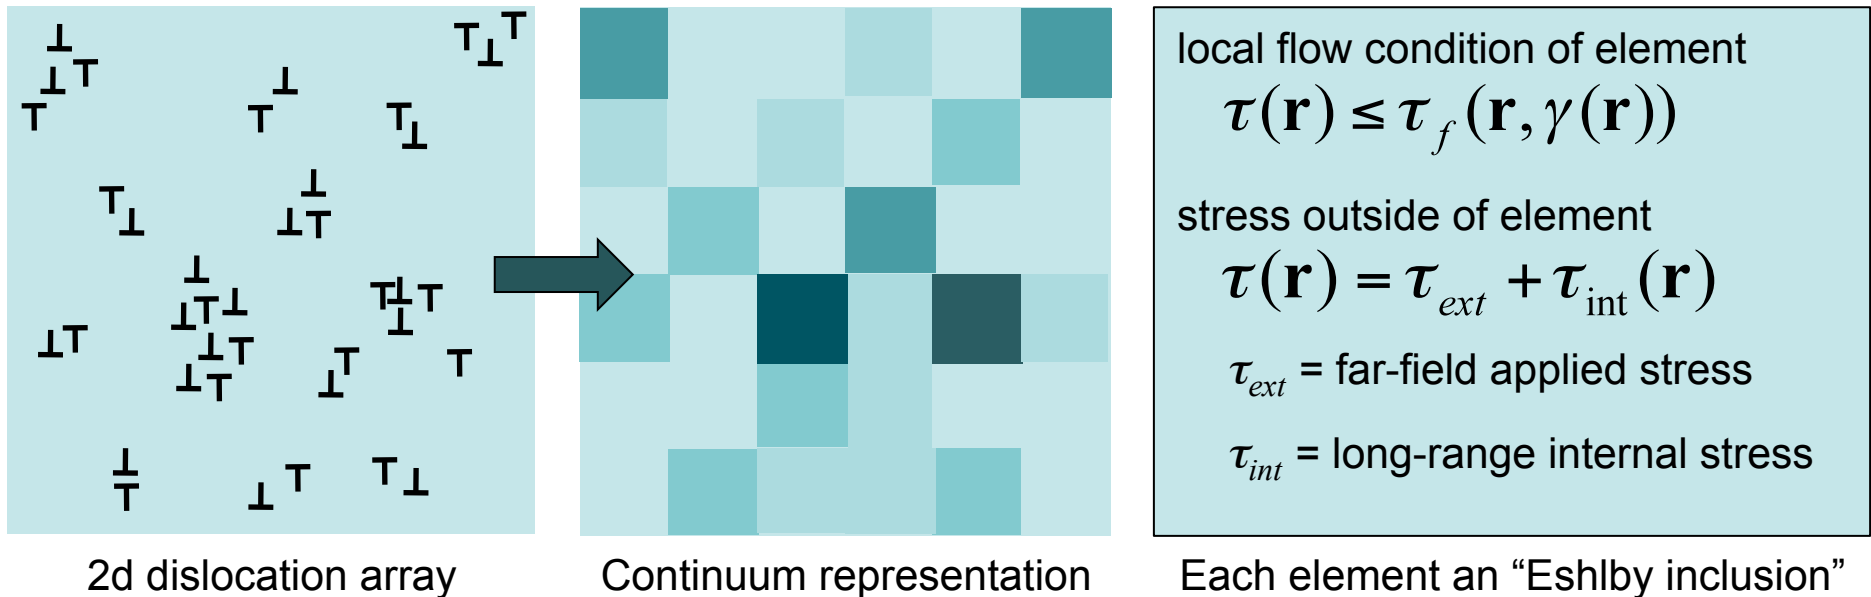 local flow condition of element
τ(r) ≤ τ_f(r, γ(r))
stress outside of element
τ(r) = τ_ext + τ_int(r)
τ_ext = far-field applied stress
τ_int = long-range internal stress
2d dislocation array
Continuum representation
Each element an “Eshlby inclusion”